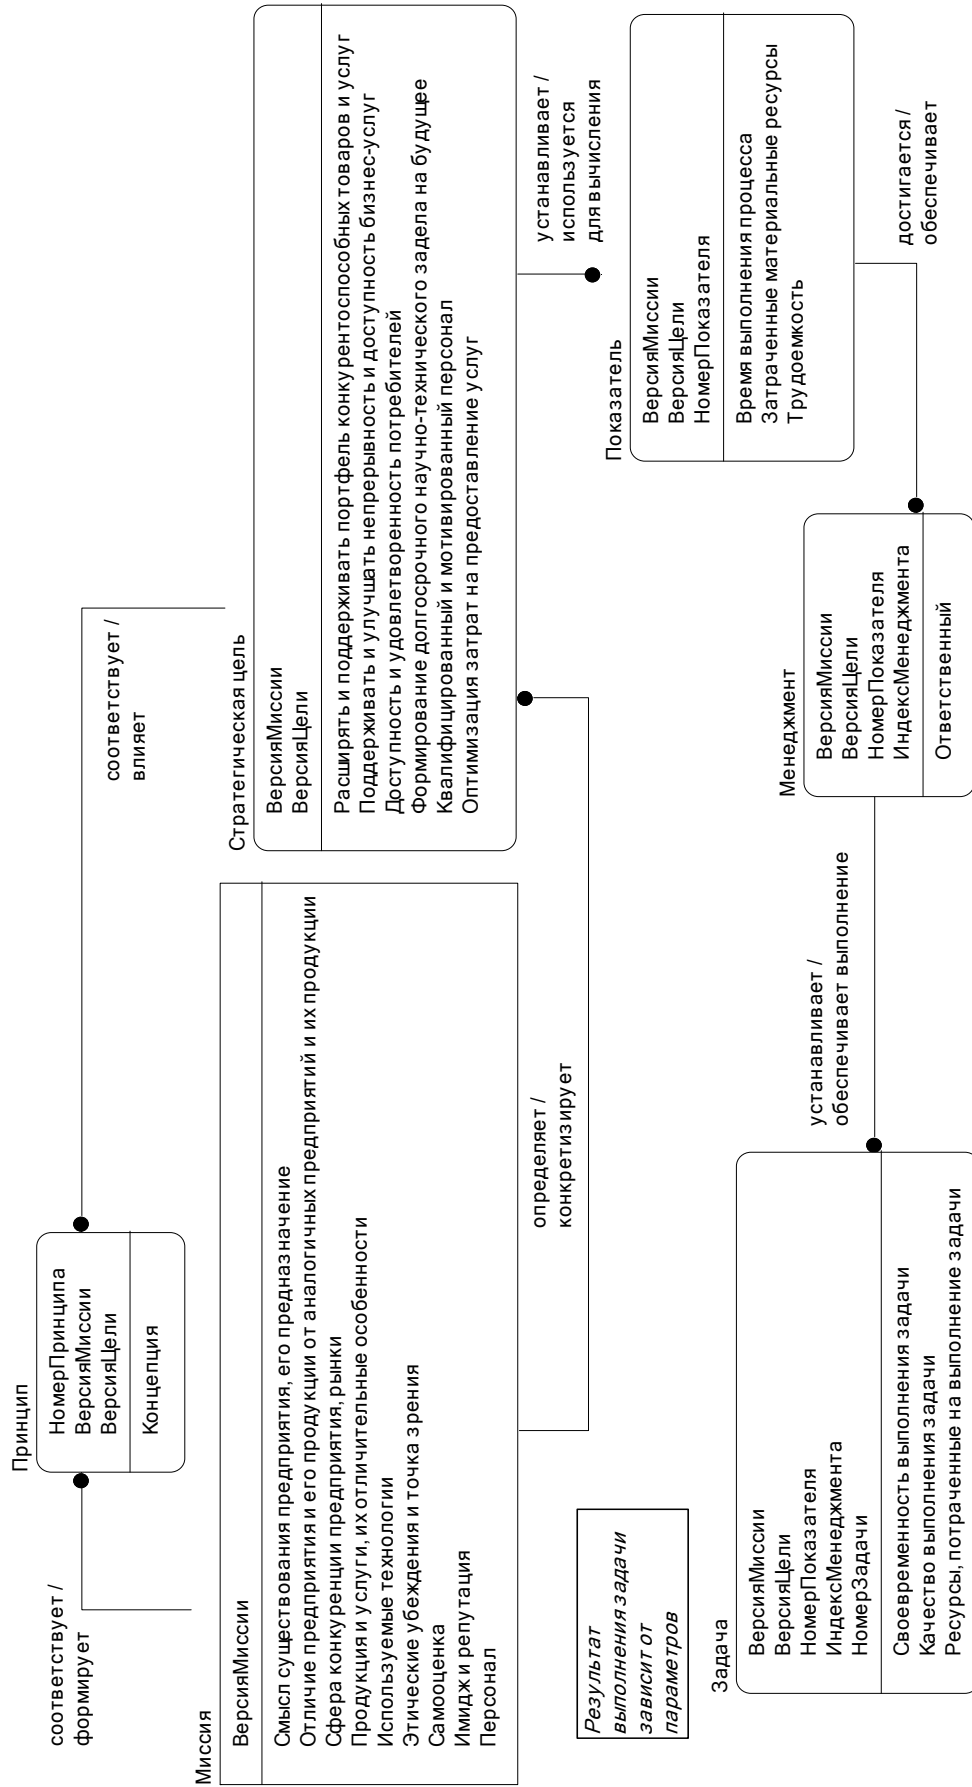 соответствует /
формирует
Принцип
НомерПринципа
ВерсияМиссии
ВерсияЦели
Концепция
соответствует /
влияет
Миссия
ВерсияМиссии
Смысл существования предприятия, его предназначение
Отличие предприятия и его продукции от аналогичных предприятий и их продукции
Сфера конкуренции предприятия, рынки
Продукция и услуги, их отличительные особенности
Используемые технологии
Этические убеждения и точка зрения
Самооценка
Имидж и репутация
Персонал
Стратегическая цель
ВерсияМиссии
ВерсияЦели
Расширять и поддерживать портфель конкурентоспособных товаров и услуг
Поддерживать и улучшать непрерывность и доступность бизнес-услуг
Доступность и удовлетворенность потребителей
Формирование долгосрочного научно-технического задела на будущее
Квалифицированный и мотивированный персонал
Оптимизация затрат на предоставление услуг
определяет /
конкретизирует
устанавливает /
используется
для вычисления
Результат
выполнения задачи
зависит от
параметров
Показатель
ВерсияМиссии
ВерсияЦели
НомерПоказателя
Время выполнения процесса
Затраченные материальные ресурсы
Трудоемкость
Задача
ВерсияМиссии
ВерсияЦели
НомерПоказателя
ИндексМенеджмента
НомерЗадачи
Своевременность выполнения задачи
Качество выполнения задачи
Ресурсы, потраченные на выполнение задачи
устанавливает /
обеспечивает выполнение
Менеджмент
ВерсияМиссии
ВерсияЦели
НомерПоказателя
ИндексМенеджмента
Ответственный
достигается /
обеспечивает